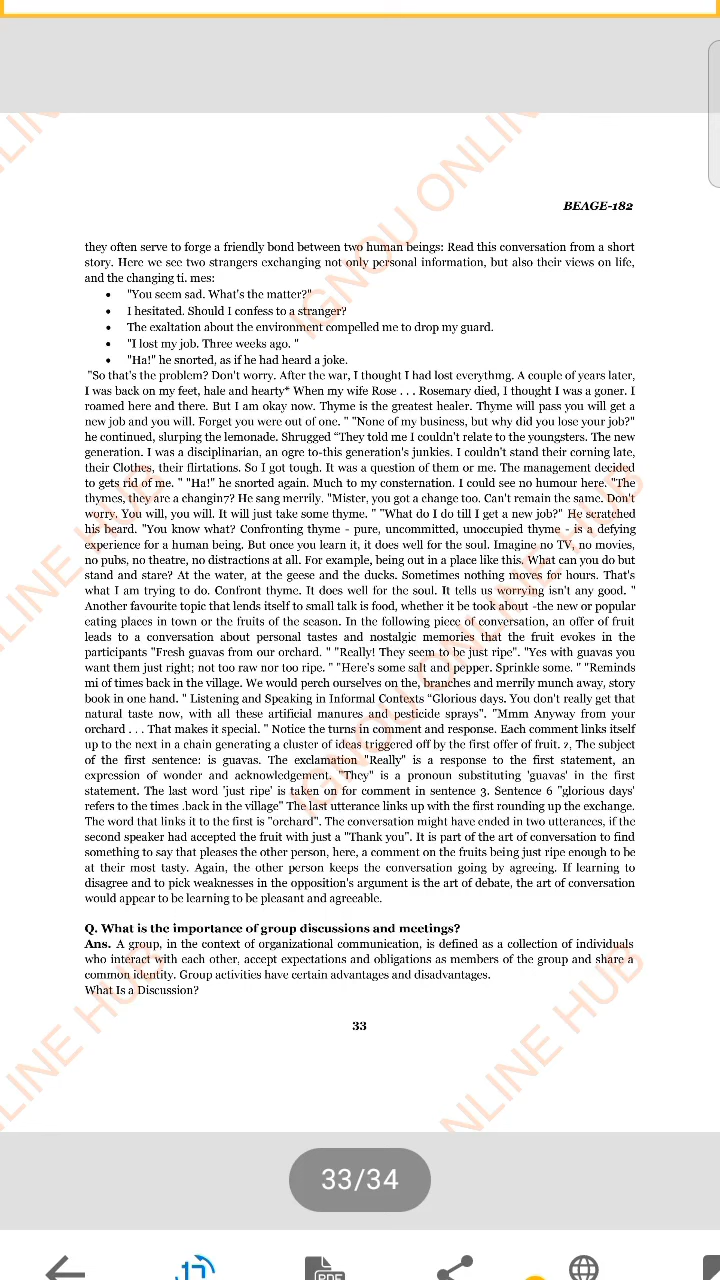 BEAGE-182
they often serve to forge a friendly bond between two human beings: Read this conversation from a short
story. Here we see two strangers exchanging not only personal information, but also their views on life,
and the changing ti. mes:
• "You seem sad. What's the matter?"
• I hesitated. Should I confess to a stranger?
• The exaltation about the environment compelled me to drop my guard.
• "I lost my job. Three weeks ago. "
• "Ha!" he snorted, as if he had heard a joke.
"So that's the problem? Don't worry. After the war, I thought I had lost everythmg. A couple of years later,
I was back on my feet, hale and hearty* When my wife Rose . . . Rosemary died, I thought I was a goner. I
roamed here and there. But I am okay now. Thyme is the greatest healer. Thyme will pass you will get a
new job and you will. Forget you were out of one. " "None of my business, but why did you lose your job?"
he continued, slurping the lemonade. Shrugged “They told me I couldn't relate to the youngsters. The new
generation. I was a disciplinarian, an ogre to-this generation's junkies. I couldn't stand their corning late,
their Clothes, their flirtations. So I got tough. It was a question of them or me. The management decided
to gets rid of me. " "Ha!" he snorted again. Much to my consternation. I could see no humour here. "The
thymes, they are a changin7? He sang merrily. "Mister, you got a change too. Can't remain the same. Don't
worry. You will, you will. It will just take some thyme. " "What do I do till I get a new job?" He scratched
his beard. "You know what? Confronting thyme - pure, uncommitted, unoccupied thyme - is a defying
experience for a human being. But once you learn it, it does well for the soul. Imagine no TV, no movies,
no pubs, no theatre, no distractions at all. For example, being out in a place like this. What can you do but
stand and stare? At the water, at the geese and the ducks. Sometimes nothing moves for hours. That's
what I am trying to do. Confront thyme. It does well for the soul. It tells us worrying isn't any good. "
Another favourite topic that lends itself to small talk is food, whether it be took about -the new or popular
eating places in town or the fruits of the season. In the following piece of conversation, an offer of fruit
leads to a conversation about personal tastes and nostalgic memories that the fruit evokes in the
participants "Fresh guavas from our orchard. " "Really! They seem to be just ripe". "Yes with guavas you
want them just right; not too raw nor too ripe. " "Here's some salt and pepper. Sprinkle some. " "Reminds
mi of times back in the village. We would perch ourselves on the, branches and merrily munch away, story
book in one hand. " Listening and Speaking in Informal Contexts “Glorious days. You don't really get that
natural taste now, with all these artificial manures and pesticide sprays”. "Mmm Anyway from your
orchard . . . That makes it special. " Notice the turns in comment and response. Each comment links itself
up to the next in a chain generating a cluster of ideas triggered off by the first offer of fruit. z, The subject
of the first sentence: is guavas. The exclamation "Really" is a response to the first statement, an
expression of wonder and acknowledgement. "They" is a pronoun substituting 'guavas' in the first
statement. The last word 'just ripe' is taken on for comment in sentence 3. Sentence 6 "glorious days'
refers to the times .back in the village" The last utterance links up with the first rounding up the exchange.
The word that links it to the first is "orchard". The conversation might have ended in two utterances, if the
second speaker had accepted the fruit with just a "Thank you". It is part of the art of conversation to find
something to say that pleases the other person, here, a comment on the fruits being just ripe enough to be
at their most tasty. Again, the other person keeps the conversation going by agreeing. If learning to
disagree and to pick weaknesses in the opposition's argument is the art of debate, the art of conversation
would appear to be learning to be pleasant and agreeable.
Q. What is the importance of group discussions and meetings?
Ans. A group, in the context of organizational communication, is defined as a collection of individuals
who interact with each other, accept expectations and obligations as members of the group and share a
common identity. Group activities have certain advantages and disadvantages.
What Is a Discussion?
33
IGNOU ONLIN
NLINE HUB
IGNOU ONLINE HUB
LINE HUB
NLINE HUB
33/34
PDF